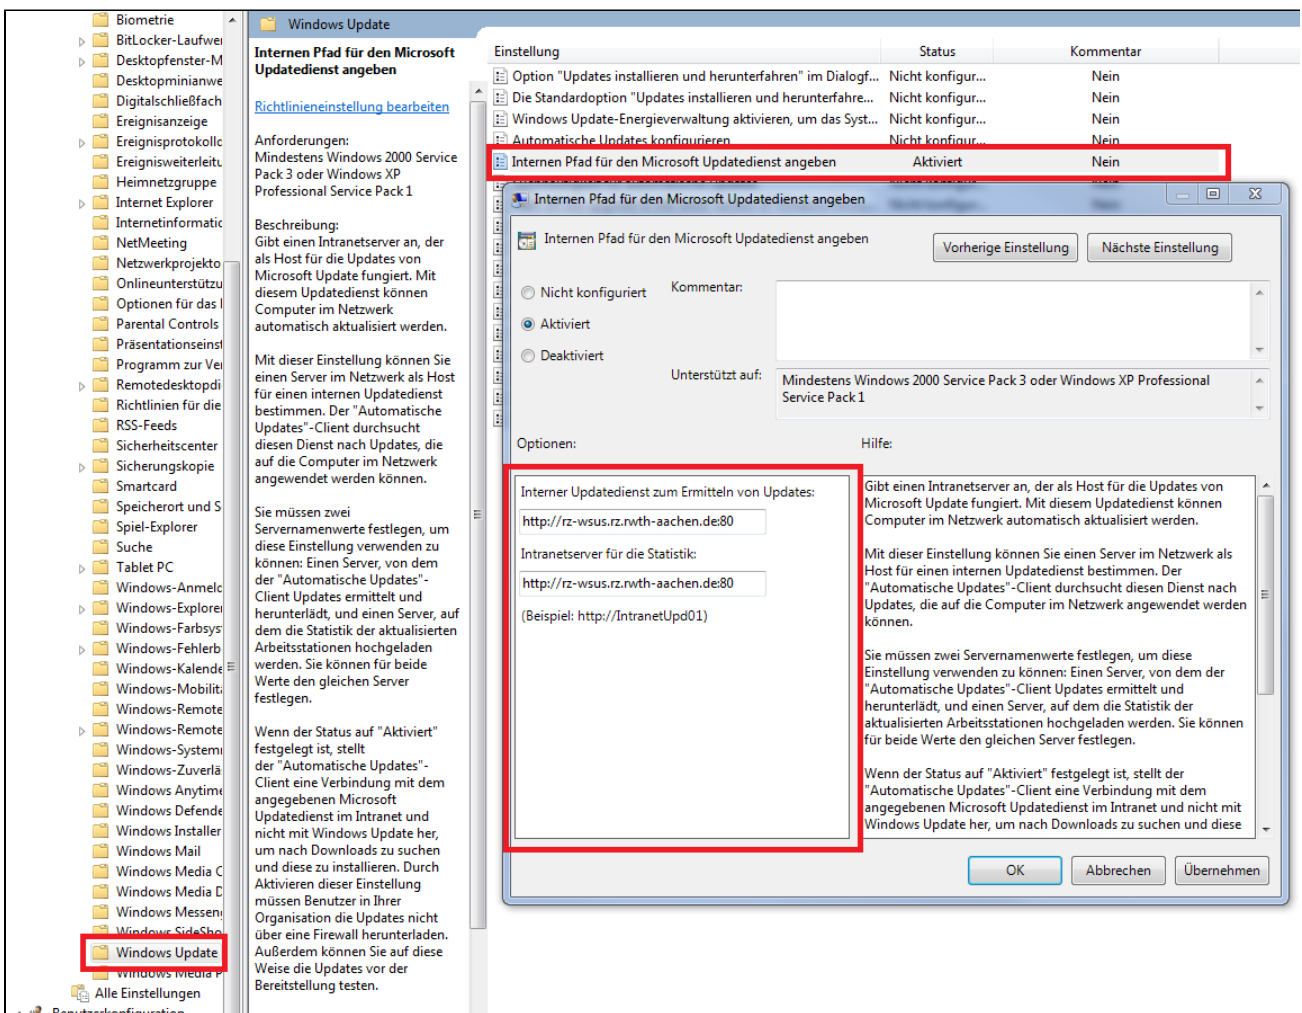 Biometrie
BitLocker-Laufwer
Desktopfenster-M
Desktopminianwe
Digitalschließfach
Ereignisanzeige
Ereignisprotokollc
Ereignisweiterleitu
Heimnetzgruppe
Internet Explorer
Internetinformatic
NetMeeting
Netzwerkprojekto
Onlineunterstützu
Optionen für das I
Parental Controls
Präsentationseinst
Programm zur Ver
Remotedesktopdi
Richtlinien für die
RSS-Feeds
Sicherheitscenter
Sicherungskopie
Smartcard
Speicherort und S
Spiel-Explorer
Suche
Tablet PC
Windows-Anmelc
Windows-Explorer
Windows-Farbsys
Windows-Fehlerb
Windows-Kalende
Windows-Mobilit
Windows-Remote
Windows-Remote
Windows-System
Windows-Zuverlä
Windows Anytime
Windows Defende
Windows Installer
Windows Mail
Windows Media C
Windows Media D
Windows Messeng
Windows SideSho
Windows Update
Windows Media P
Alle Einstellungen
Benutzerkonfiguration
Windows Update
Internen Pfad für den Microsoft
Updatedienst angeben
Richtlinieneinstellung bearbeiten
Anforderungen:
Mindestens Windows 2000 Service
Pack 3 oder Windows XP
Professional Service Pack 1
Beschreibung:
Gibt einen Intranetserver an, der
als Host für die Updates von
Microsoft Update fungiert. Mit
diesem Updatedienst können
Computer im Netzwerk
automatisch aktualisiert werden.
Mit dieser Einstellung können Sie
einen Server im Netzwerk als Host
für einen internen Updatedienst
bestimmen. Der "Automatische
Updates"-Client durchsucht
diesen Dienst nach Updates, die
auf die Computer im Netzwerk
angewendet werden können.
Sie müssen zwei
Servernamenwerte festlegen, um
diese Einstellung verwenden zu
können: Einen Server, von dem
der "Automatische Updates"-
Client Updates ermittelt und
herunterlädt, und einen Server, auf
dem die Statistik der aktualisierten
Arbeitsstationen hochgeladen
werden. Sie können für beide
Werte den gleichen Server
festlegen.
Wenn der Status auf "Aktiviert"
festgelegt ist, stellt
der "Automatische Updates"-
Client eine Verbindung mit dem
angegebenen Microsoft
Updatedienst im Intranet und
nicht mit Windows Update her,
um nach Downloads zu suchen
und diese zu installieren. Durch
Aktivieren dieser Einstellung
müssen Benutzer in Ihrer
Organisation die Updates nicht
über eine Firewall herunterladen.
Außerdem können Sie auf diese
Weise die Updates vor der
Bereitstellung testen.
Einstellung Status Kommentar
Option "Updates installieren und herunterfahren" im Dialogf... Nicht konfigur... Nein
Die Standardoption "Updates installieren und herunterfahre... Nicht konfigur... Nein
Windows Update-Energieverwaltung aktivieren, um das Syst... Nicht konfigur... Nein
Automatische Updates konfigurieren Nicht konfigur... Nein
Internen Pfad für den Microsoft Updatedienst angeben Aktiviert Nein
Internen Pfad für den Microsoft Updatedienst angeben
Internen Pfad für den Microsoft Updatedienst angeben
Vorherige Einstellung Nächste Einstellung
Nicht konfiguriert
Aktiviert
Deaktiviert
Kommentar:
Unterstützt auf:
Mindestens Windows 2000 Service Pack 3 oder Windows XP Professional
Service Pack 1
Optionen:
Interner Updatedienst zum Ermitteln von Updates:
http://rz-wsus.rz.rwth-aachen.de:80
Intranetserver für die Statistik:
http://rz-wsus.rz.rwth-aachen.de:80
(Beispiel: http://IntranetUpd01)
Hilfe:
Gibt einen Intranetserver an, der als Host für die Updates von
Microsoft Update fungiert. Mit diesem Updatedienst können
Computer im Netzwerk automatisch aktualisiert werden.
Mit dieser Einstellung können Sie einen Server im Netzwerk als
Host für einen internen Updatedienst bestimmen. Der
"Automatische Updates"-Client durchsucht diesen Dienst nach
Updates, die auf die Computer im Netzwerk angewendet werden
können.
Sie müssen zwei Servernamenwerte festlegen, um diese
Einstellung verwenden zu können: Einen Server, von dem der
"Automatische Updates"-Client Updates ermittelt und
herunterlädt, und einen Server, auf dem die Statistik der
aktualisierten Arbeitsstationen hochgeladen werden. Sie können
für beide Werte den gleichen Server festlegen.
Wenn der Status auf "Aktiviert" festgelegt ist, stellt der
"Automatische Updates"-Client eine Verbindung mit dem
angegebenen Microsoft Updatedienst im Intranet und nicht mit
Windows Update her, um nach Downloads zu suchen und diese
OK Abbrechen Übernehmen